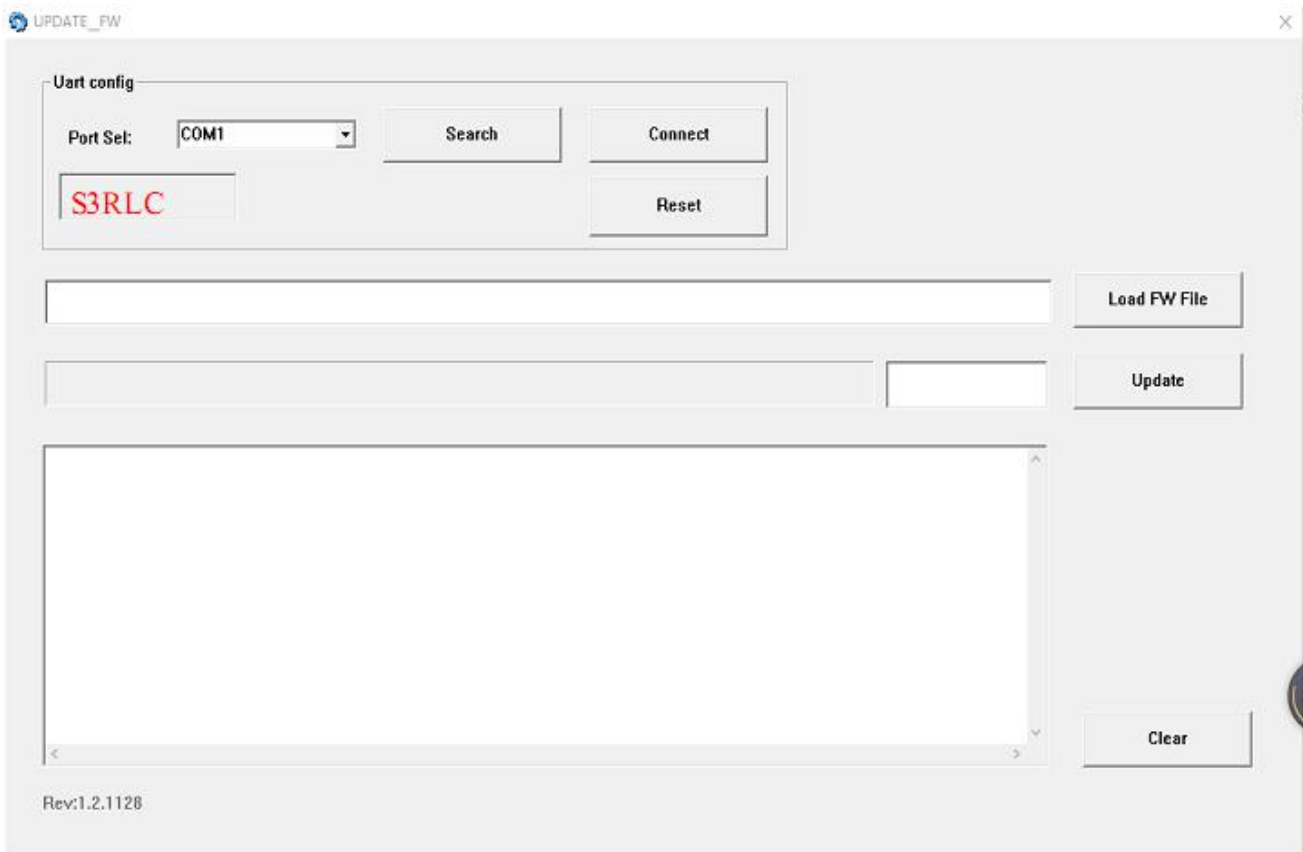 UPDATE_FW
Uart config
Port Sel:
COM1
Search
Connect
S3RLC
Reset
Load FW File
Update
Clear
Rev:1.2.1128